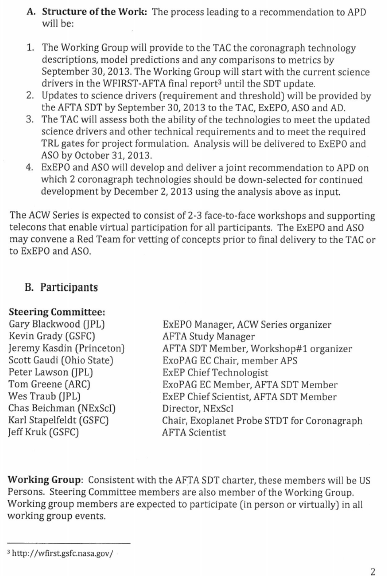 A. Structure of the Work: The process leading to a recommendation to APD
will be:
1. The Working Group will provide to the TAC the coronagraph technology
descriptions, model predictions and any comparisons to metrics by
September 30, 2013. The Working Group will start with the current science
drivers in the WFIRST-AFTA final report³ until the SDT update.
2. Updates to science drivers (requirement and threshold) will be provided by
the AFTA SDT by September 30, 2013 to the TAC, ExEPO, ASO and AD.
3. The TAC will assess both the ability of the technologies to meet the updated
science drivers and other technical requirements and to meet the required
TRL gates for project formulation. Analysis will be delivered to ExEPO and
ASO by October 31, 2013.
4. ExEPO and ASO will develop and deliver a joint recommendation to APD on
which 2 coronagraph technologies should be down-selected for continued
development by December 2, 2013 using the analysis above as input.
The ACW Series is expected to consist of 2-3 face-to-face workshops and supporting
telecons that enable virtual participation for all participants. The ExEPO and ASO
may convene a Red Team for vetting of concepts prior to final delivery to the TAC or
to ExEPO and ASO.
B. Participants
Steering Committee:
Gary Blackwood (JPL) ExEPO Manager, ACW Series organizer
Kevin Grady (GSFC) AFTA Study Manager
Jeremy Kasdin (Princeton) AFTA SDT Member, Workshop#1 organizer
Scott Gaudi (Ohio State) ExoPAG EC Chair, member APS
Peter Lawson (JPL) ExEP Chief Technologist
Tom Greene (ARC) ExoPAG EC Member, AFTA SDT Member
Wes Traub (JPL) ExEP Chief Scientist, AFTA SDT Member
Chas Beichman (NExScI) Director, NExScI
Karl Stapelfeldt (GSFC) Chair, Exoplanet Probe STDT for Coronagraph
Jeff Kruk (GSFC) AFTA Scientist
Working Group: Consistent with the AFTA SDT charter, these members will be US
Persons. Steering Committee members are also member of the Working Group.
Working group members are expected to participate (in person or virtually) in all
working group events.
³ http://wfirst.gsfc.nasa.gov/
2